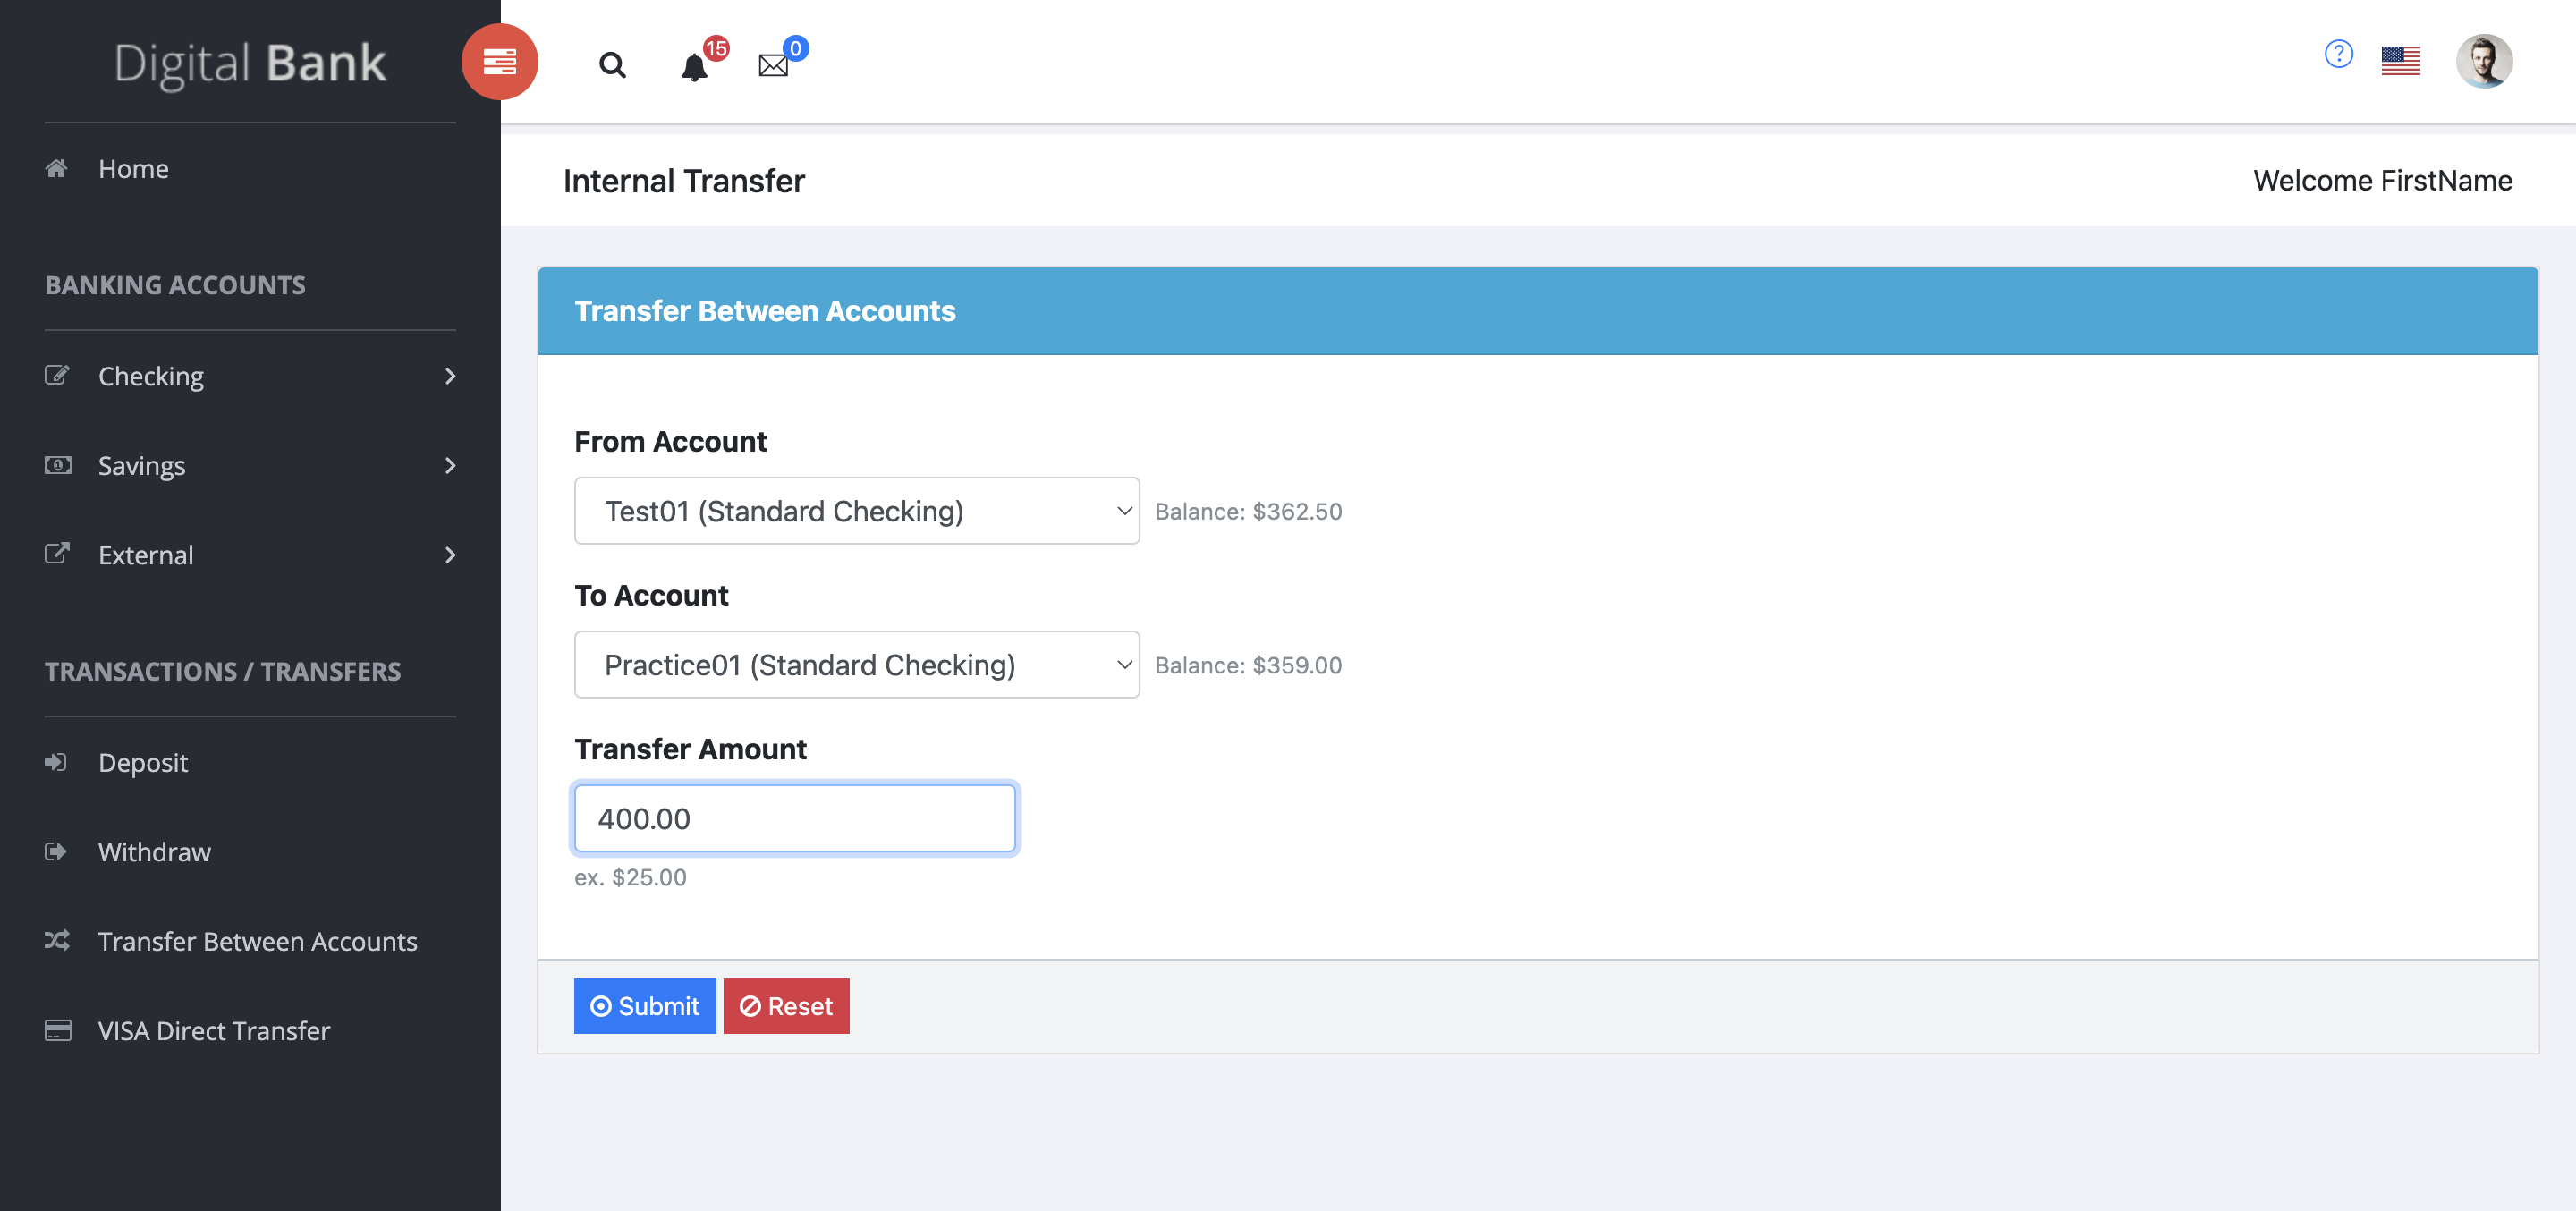 Digital Bank
15
0
?
Home
Internal Transfer
Welcome FirstName
BANKING ACCOUNTS
Transfer Between Accounts
Checking
From Account
Savings
Test01 (Standard Checking)
Balance: $362.50
External
To Account
Practice01 (Standard Checking)
Balance: $359.00
TRANSACTIONS / TRANSFERS
Transfer Amount
Deposit
400.00
Withdraw
ex. $25.00
Transfer Between Accounts
Submit
Reset
VISA Direct Transfer